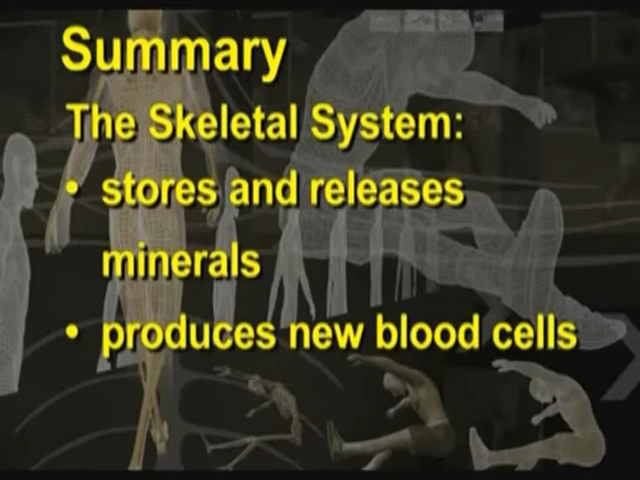 Summary
The Skeletal System:
• stores and releases
minerals
• produces new blood cells